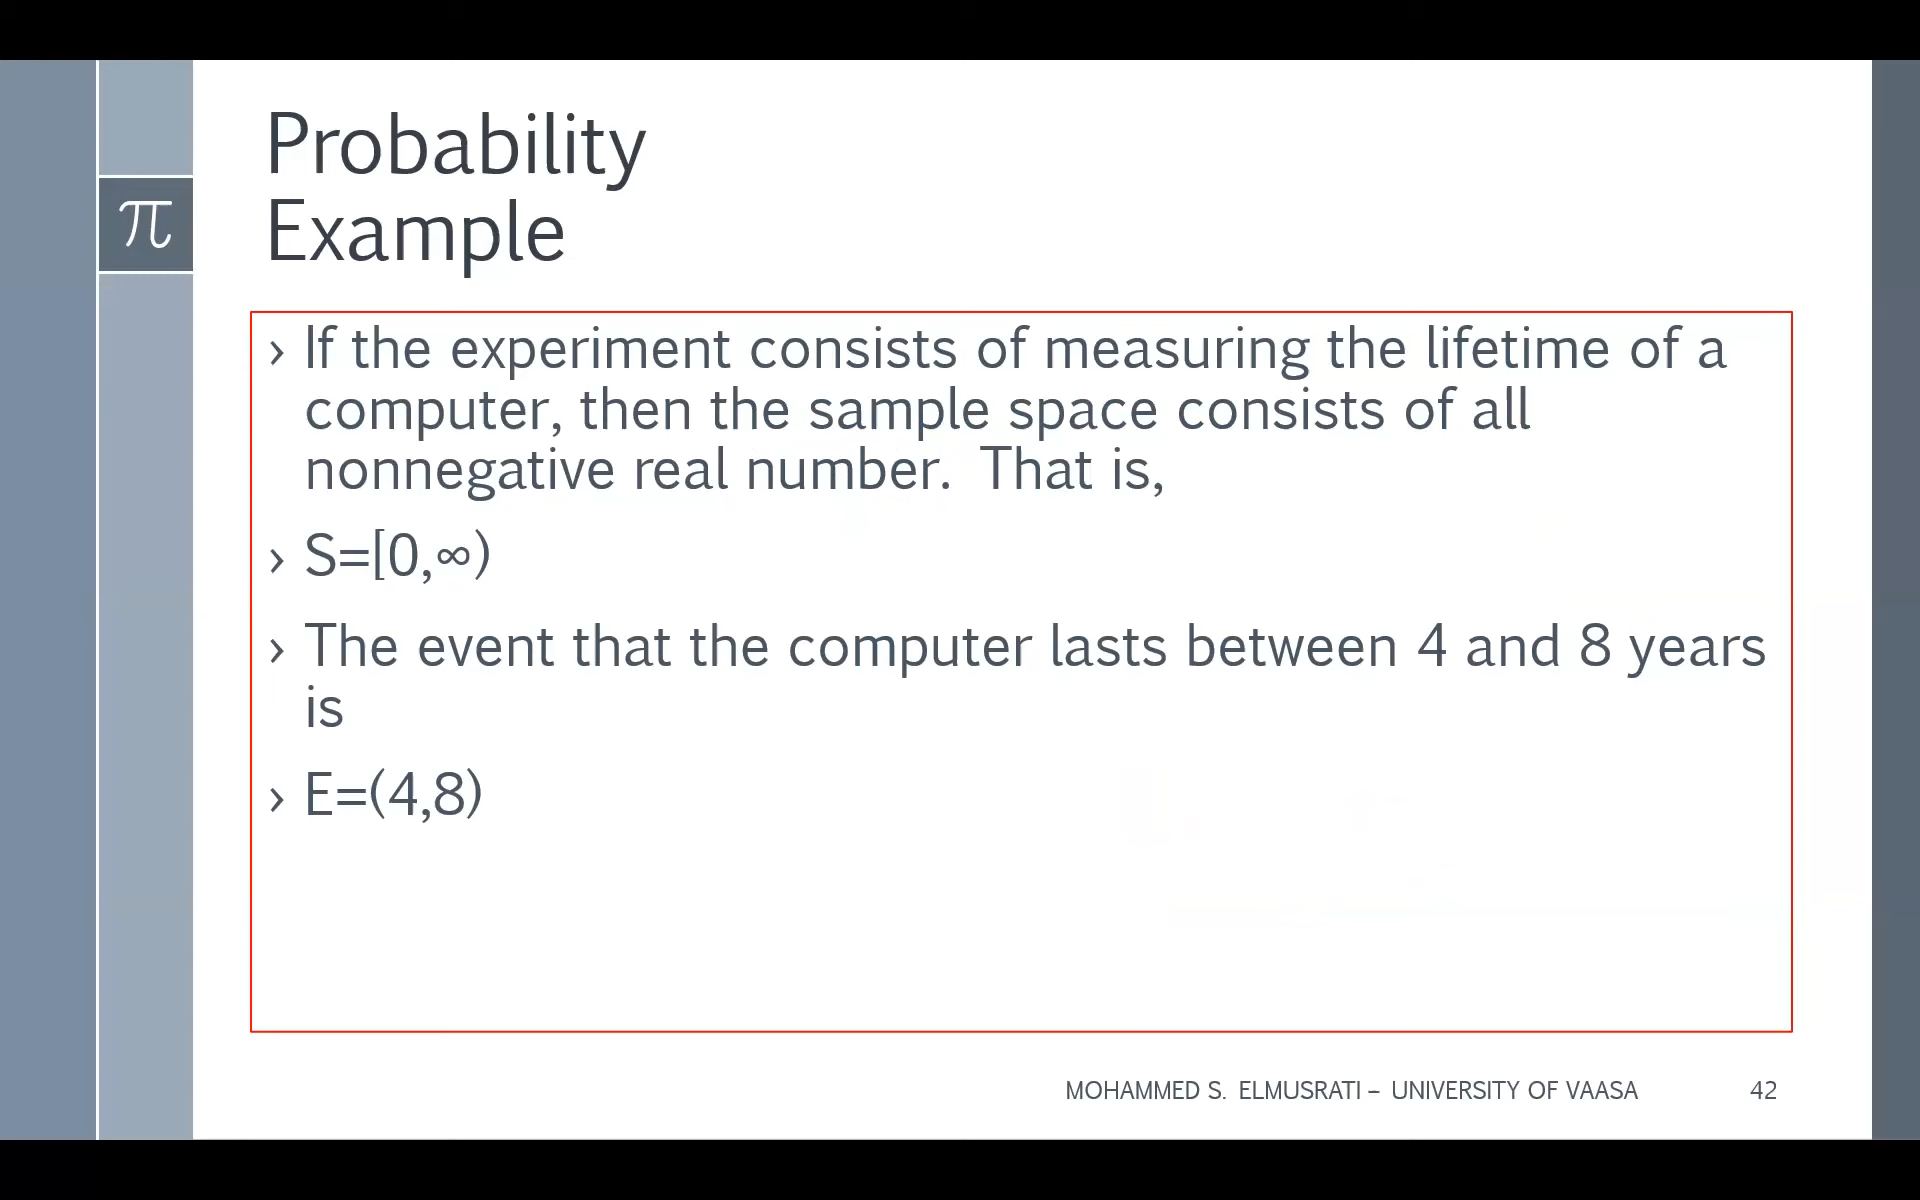 Probability
Example
π
› If the experiment consists of measuring the lifetime of a
computer, then the sample space consists of all
nonnegative real number.  That is,
› S=[0,∞)
› The event that the computer lasts between 4 and 8 years
is
› E=(4,8)
MOHAMMED S. ELMUSRATI – UNIVERSITY OF VAASA
42